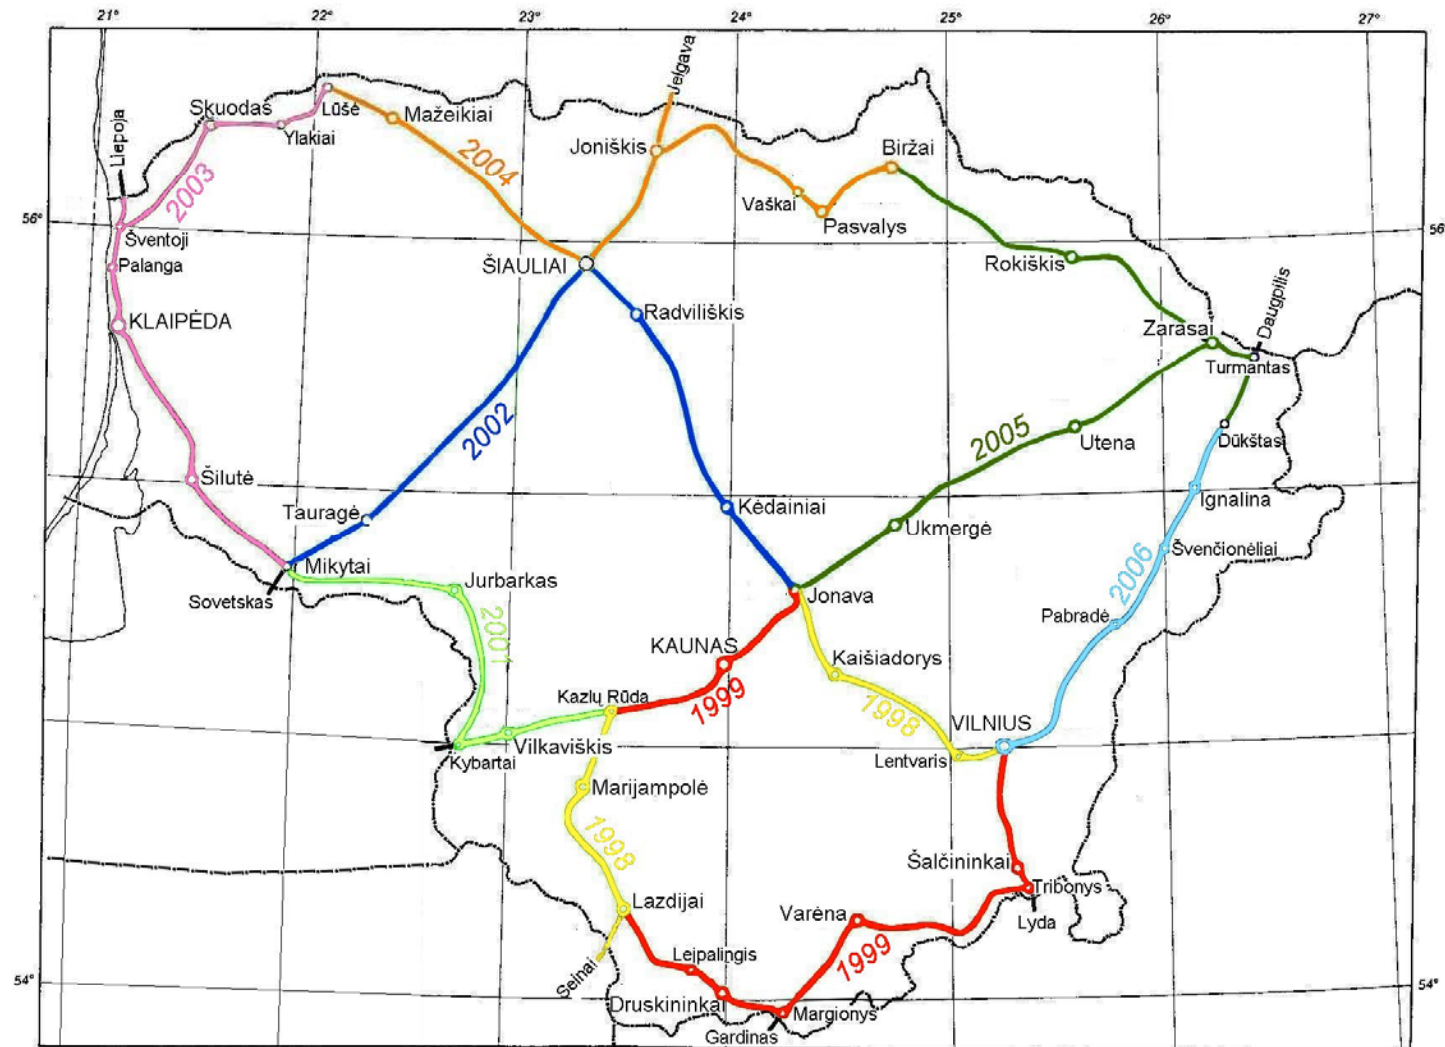 21°
22°
23°
24°
25°
26°
27°
Jelgava
Liepoja
Skuodas
Lūšė
Mažeikiai
Ylakiai
Joniškis
Biržai
2003
2004
Vaškai
Pasvalys
56°
56°
Šventoji
Palanga
ŠIAULIAI
Rokiškis
Daugpilis
KLAIPĖDA
Radviliškis
Zarasai
Turmantas
2002
2005
Utena
Dūkštas
Šilutė
Ignalina
Tauragė
Kėdainiai
Ukmergė
Švenčionėliai
Mikytai
Jurbarkas
Jonava
2006
Sovetskas
2001
Pabradė
KAUNAS
Kaišiadorys
Kazlų Rūda
1999
1998
VILNIUS
Vilkaviškis
Kybartai
Lentvaris
Marijampolė
1998
Šalčininkai
Tribonys
Lazdijai
Varėna
Lyda
1999
Leipalingis
Seinai
54°
54°
Druskininkai
Margionys
Gardinas